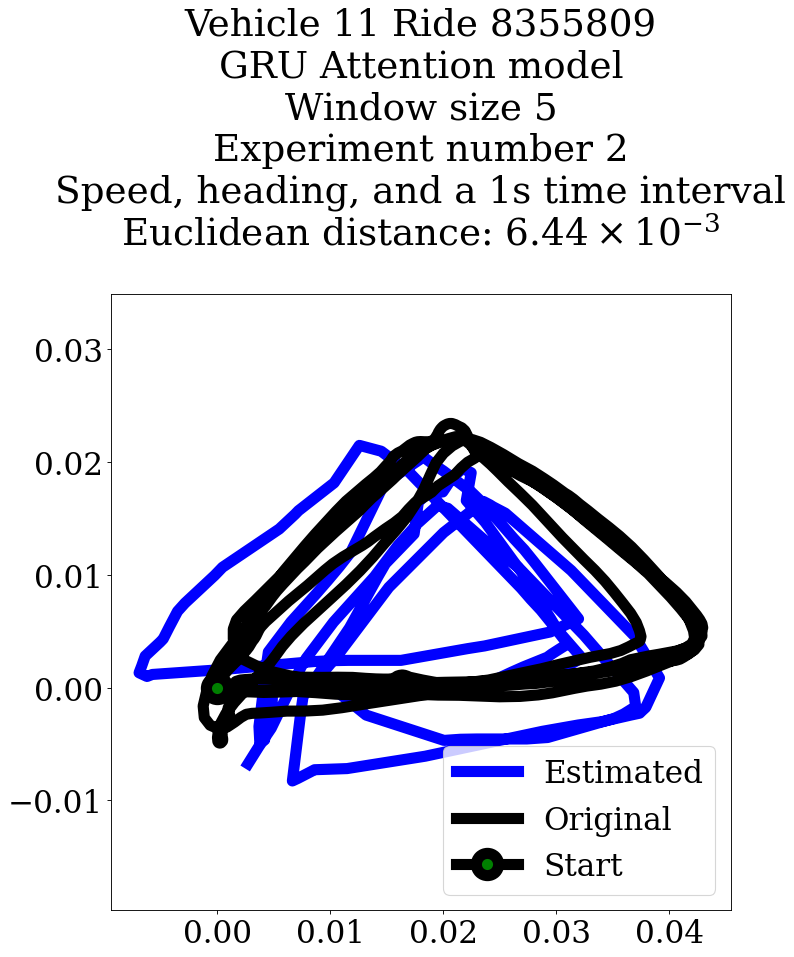 Vehicle 11 Ride 8355809
GRU Attention model
Window size 5
Experiment number 2
Speed, heading, and a 1s time interval
Euclidean distance: 6.44 × 10⁻³
0.03
0.02
0.01
0.00
−0.01
Estimated
Original
Start
0.00 0.01 0.02 0.03 0.04